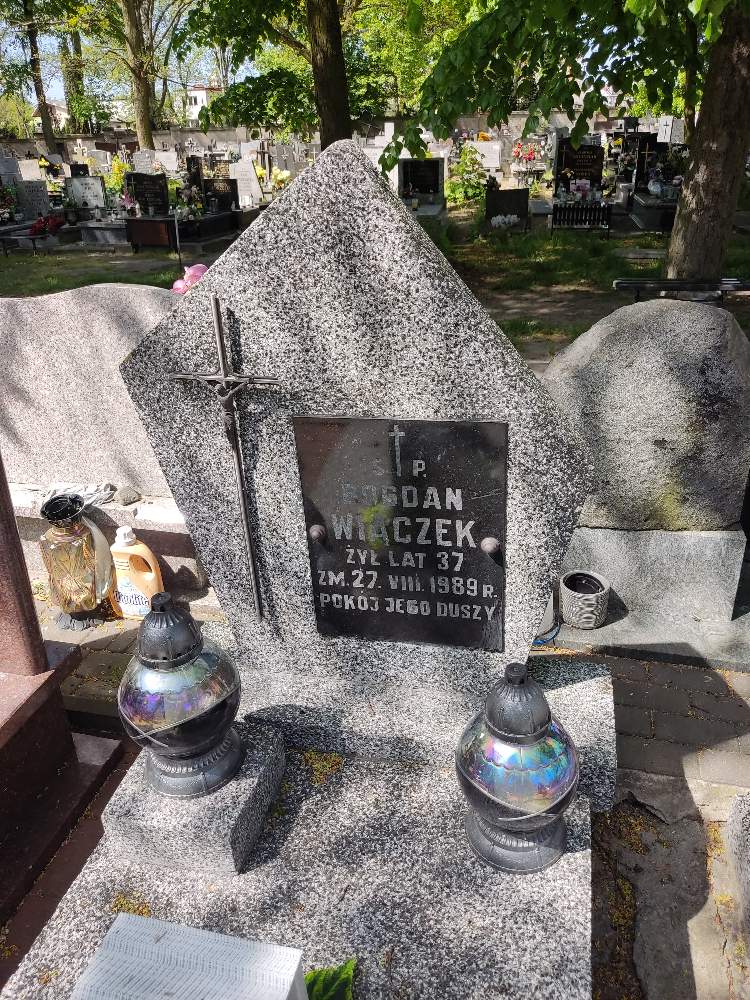 Ś P.
BOGDAN
WIĄCZEK
ŻYŁ LAT 37
ZM. 27. VIII. 1989 R.
POKÓJ JEGO DUSZY